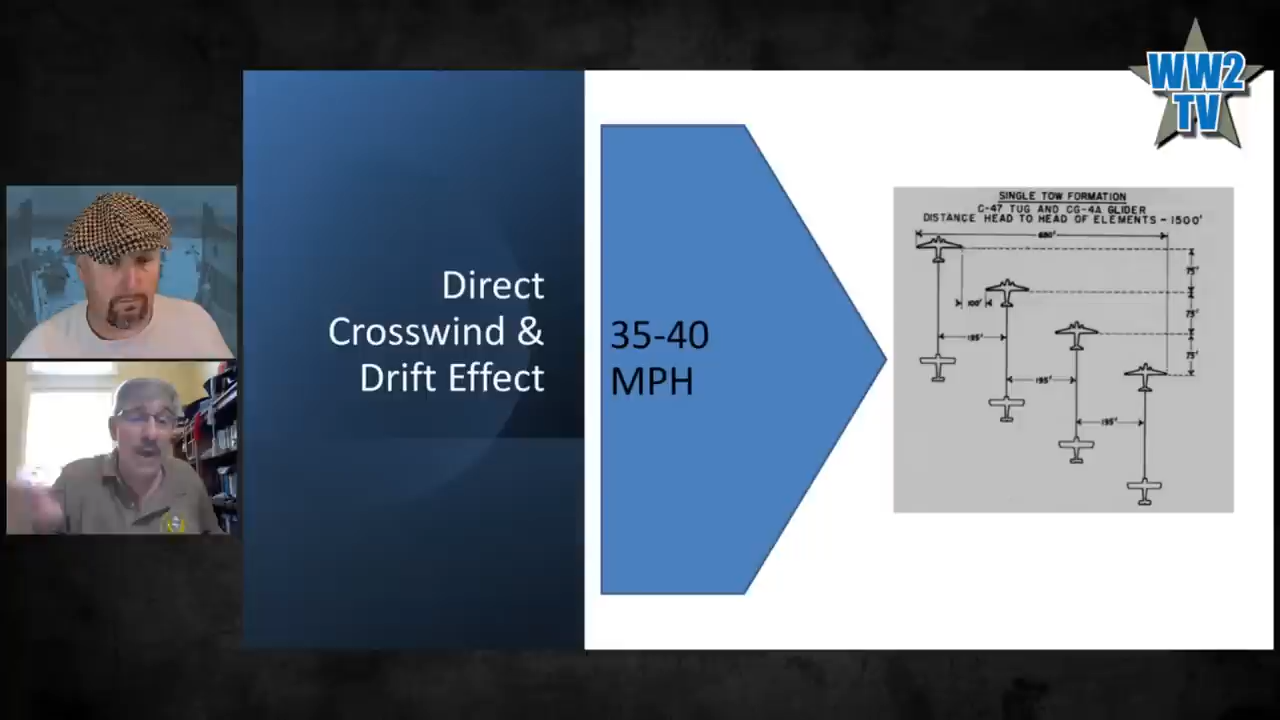 WW2
TV
Direct
Crosswind &
Drift Effect
35-40
MPH
SINGLE TOW FORMATION
C-47 TUG AND CG-4A GLIDER
DISTANCE HEAD TO HEAD OF ELEMENTS - 1500'
75'
100'
75'
195'
75'
195'
195'